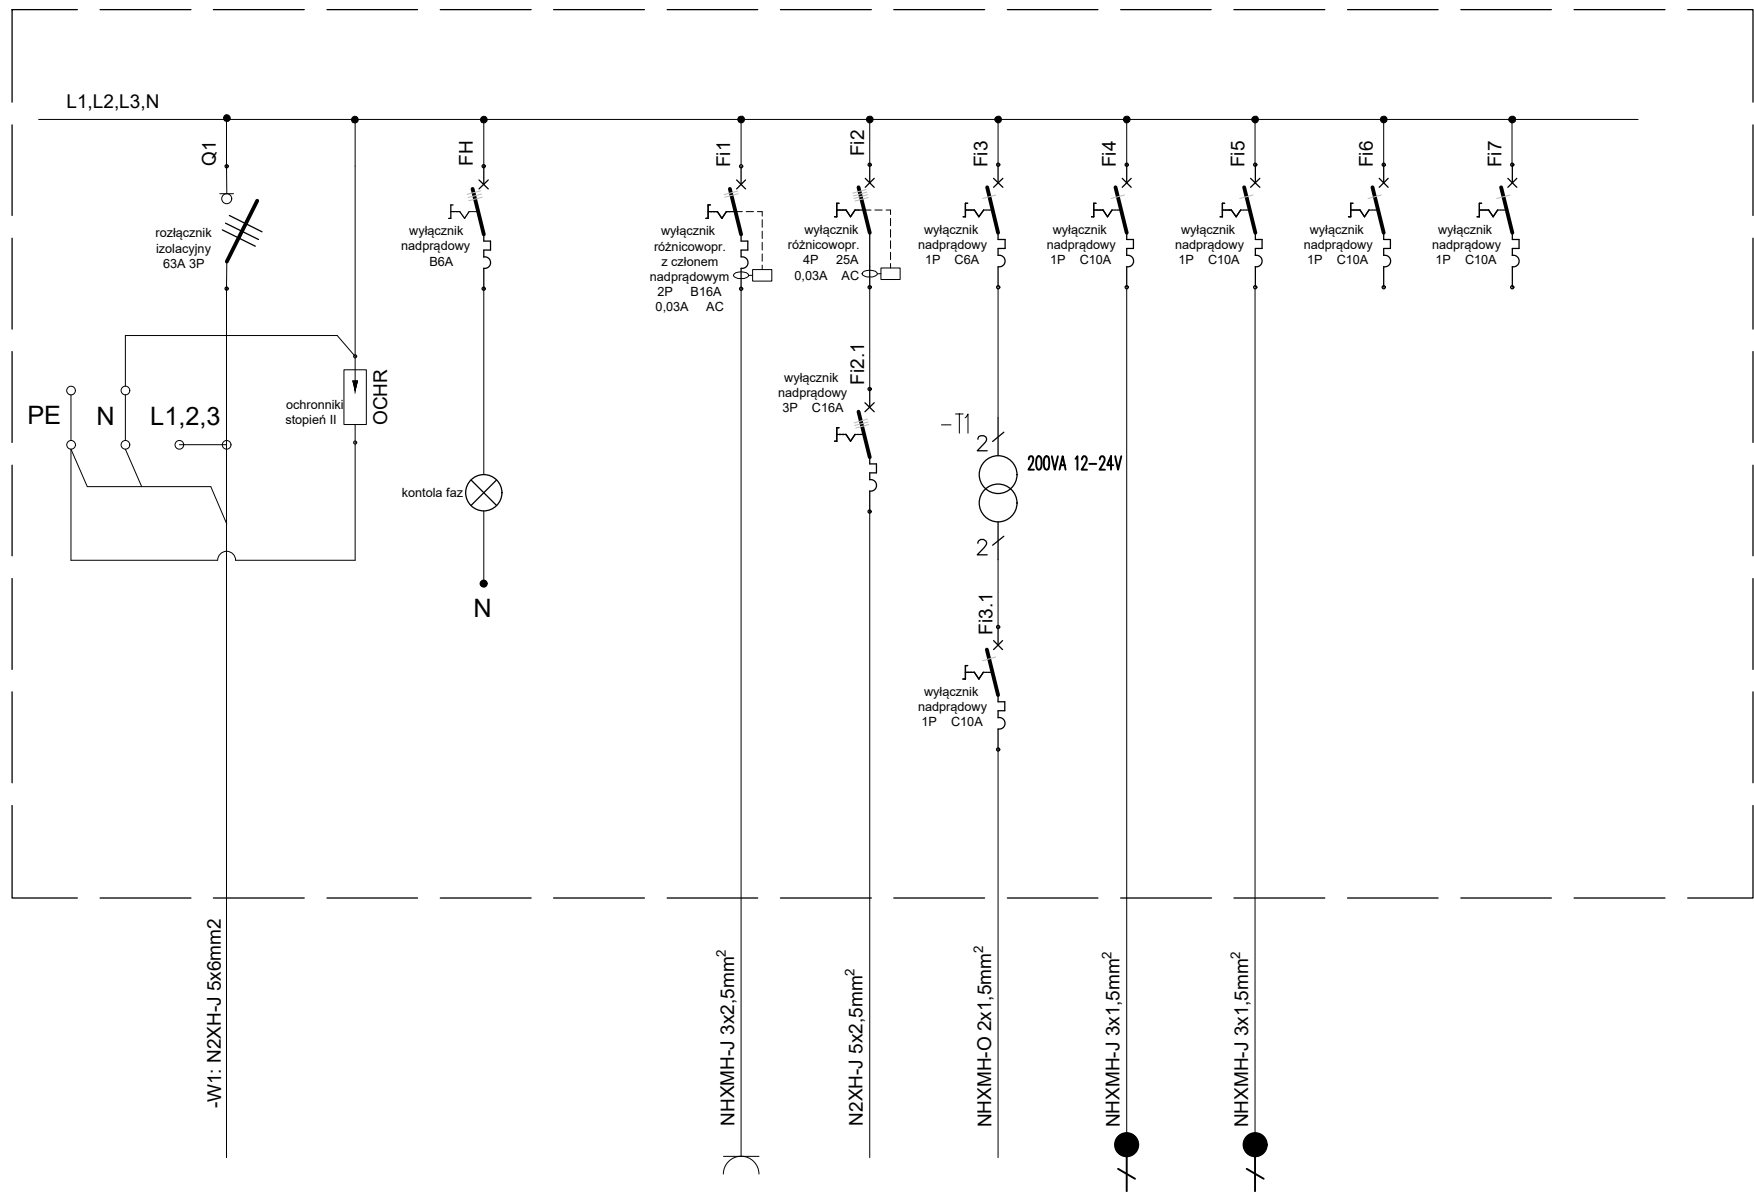 L1,L2,L3,N
Q1
rozłącznik
izolacyjny
63A 3P
FH
wyłącznik
nadprądowy
B6A
Fi1
wyłącznik
różnicowopr.
z członem
nadprądowym
2P B16A
0,03A AC
Fi2
wyłącznik
różnicowopr.
4P 25A
0,03A AC
Fi3
wyłącznik
nadprądowy
1P C6A
Fi4
wyłącznik
nadprądowy
1P C10A
Fi5
wyłącznik
nadprądowy
1P C10A
Fi6
wyłącznik
nadprądowy
1P C10A
Fi7
wyłącznik
nadprądowy
1P C10A
PE
N
L1,2,3
ochronniki
stopień II
OCHR
kontola faz
N
Fi2.1
wyłącznik
nadprądowy
3P C16A
-T1
2
200VA 12-24V
2
Fi3.1
wyłącznik
nadprądowy
1P C10A
-W1: N2XH-J 5x6mm2
NHXMH-J 3x2,5mm²
N2XH-J 5x2,5mm²
NHXMH-O 2x1,5mm²
NHXMH-J 3x1,5mm²
NHXMH-J 3x1,5mm²